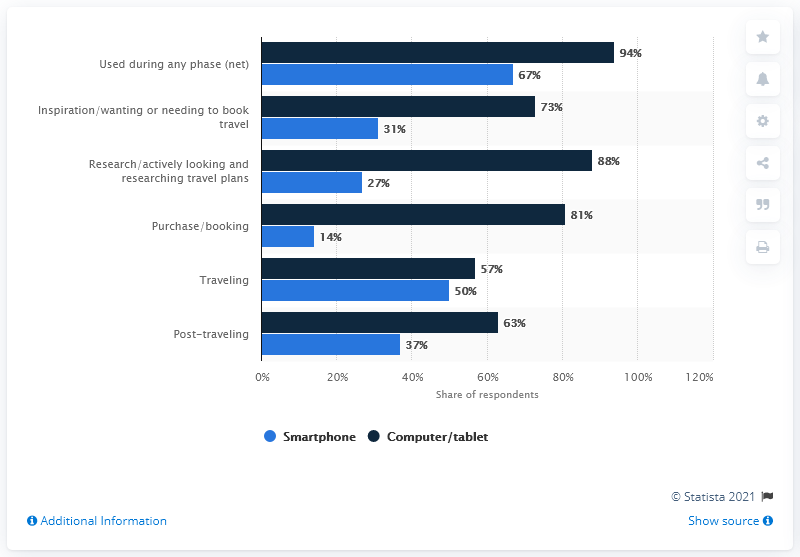 Used during any phase (net)
94%
67%
Inspiration/wanting or needing to book
travel
73%
31%
Research/actively looking and
researching travel plans
88%
27%
Purchase/booking
81%
14%
Traveling
57%
50%
Post-traveling
63%
37%
0%
20%
40%
60%
80%
100%
120%
Share of respondents
Smartphone
Computer/tablet
© Statista 2021
Additional Information
Show source